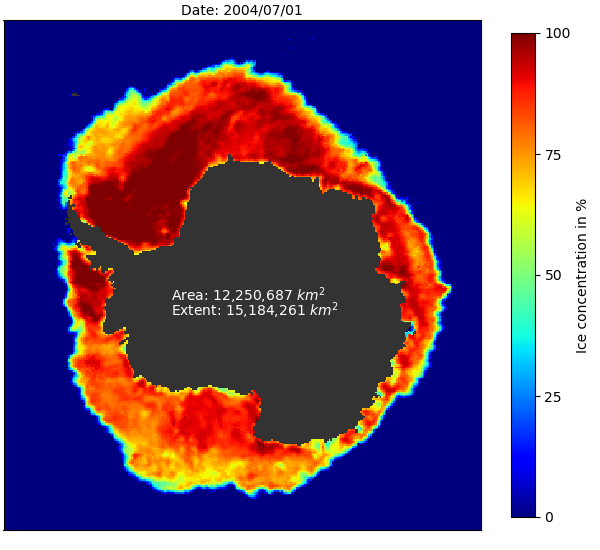 Date: 2004/07/01
Area: 12,250,687 km²
Extent: 15,184,261 km²
100
75
50
25
0
Ice concentration in %